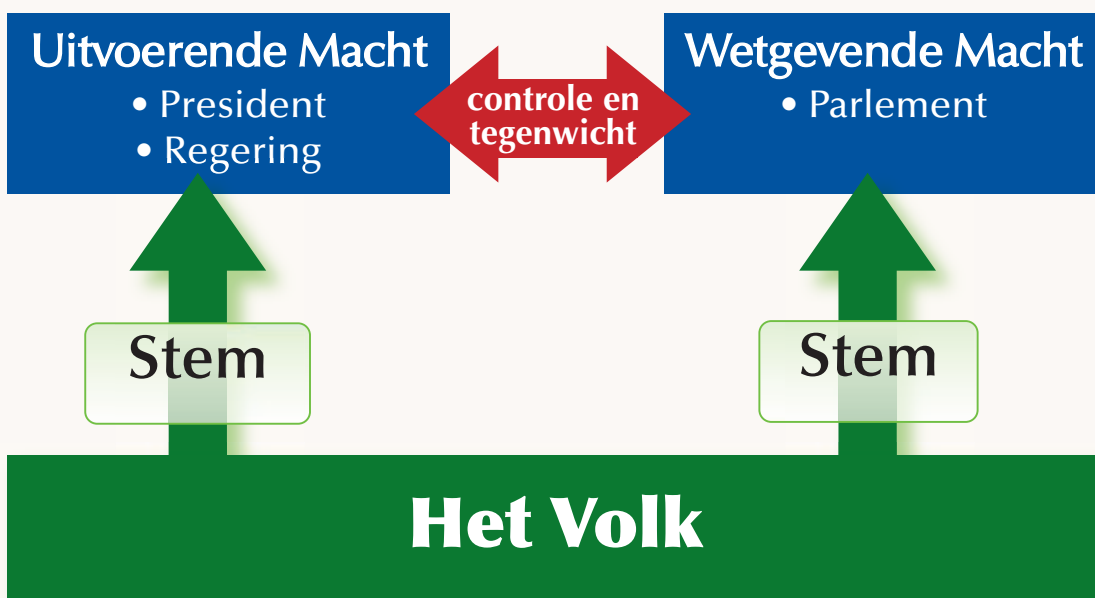 Uitvoerende Macht
• President
• Regering
controle en
tegenwicht
Wetgevende Macht
• Parlement
Stem
Stem
Het Volk